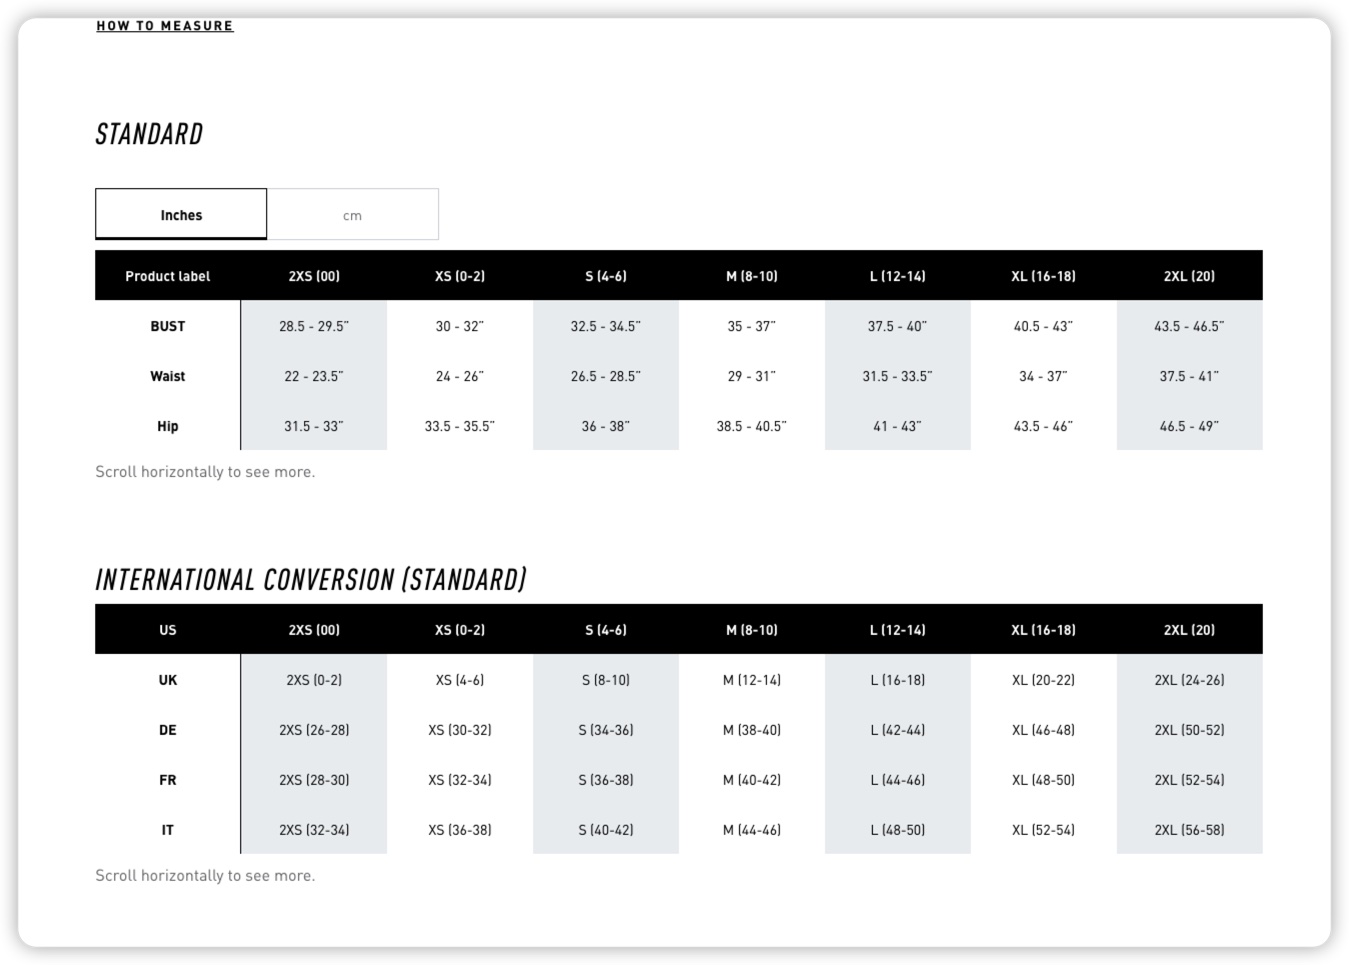 HOW TO MEASURE
STANDARD
Inches cm
Product label 2XS (00) XS (0-2) S (4-6) M (8-10) L (12-14) XL (16-18) 2XL (20)
BUST 28.5 - 29.5” 30 - 32” 32.5 - 34.5” 35 - 37” 37.5 - 40” 40.5 - 43” 43.5 - 46.5”
Waist 22 - 23.5” 24 - 26” 26.5 - 28.5” 29 - 31” 31.5 - 33.5” 34 - 37” 37.5 - 41”
Hip 31.5 - 33” 33.5 - 35.5” 36 - 38” 38.5 - 40.5” 41 - 43” 43.5 - 46” 46.5 - 49”
Scroll horizontally to see more.
INTERNATIONAL CONVERSION (STANDARD)
US 2XS (00) XS (0-2) S (4-6) M (8-10) L (12-14) XL (16-18) 2XL (20)
UK 2XS (0-2) XS (4-6) S (8-10) M (12-14) L (16-18) XL (20-22) 2XL (24-26)
DE 2XS (26-28) XS (30-32) S (34-36) M (38-40) L (42-44) XL (46-48) 2XL (50-52)
FR 2XS (28-30) XS (32-34) S (36-38) M (40-42) L (44-46) XL (48-50) 2XL (52-54)
IT 2XS (32-34) XS (36-38) S (40-42) M (44-46) L (48-50) XL (52-54) 2XL (56-58)
Scroll horizontally to see more.